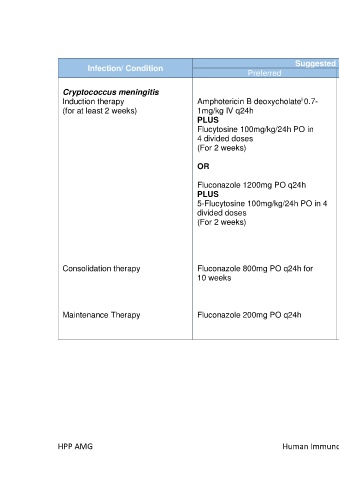 Infection/ Condition
Suggested
Preferred
Cryptococcus meningitis
Induction therapy
(for at least 2 weeks)
Amphotericin B deoxycholate 0.7-
1mg/kg IV q24h
PLUS
Flucytosine 100mg/kg/24h PO in
4 divided doses
(For 2 weeks)
OR
Fluconazole 1200mg PO q24h
PLUS
5-Flucytosine 100mg/kg/24h PO in 4
divided doses
(For 2 weeks)
Consolidation therapy
Fluconazole 800mg PO q24h for
10 weeks
Maintenance Therapy
Fluconazole 200mg PO q24h
HPP AMG
Human Immuno